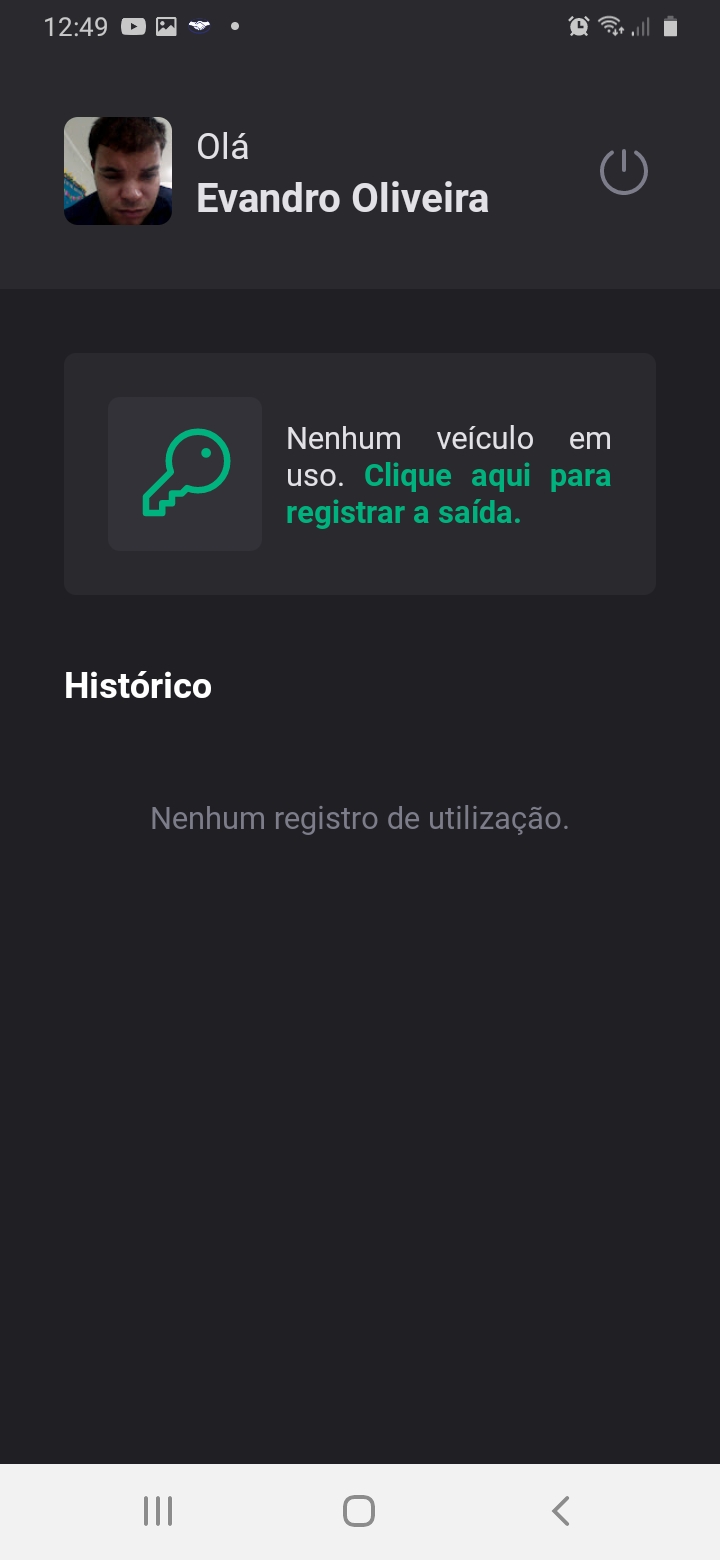 12:49
Olá
Evandro Oliveira
Nenhum veículo em
uso. Clique aqui para
registrar a saída.
Histórico
Nenhum registro de utilização.